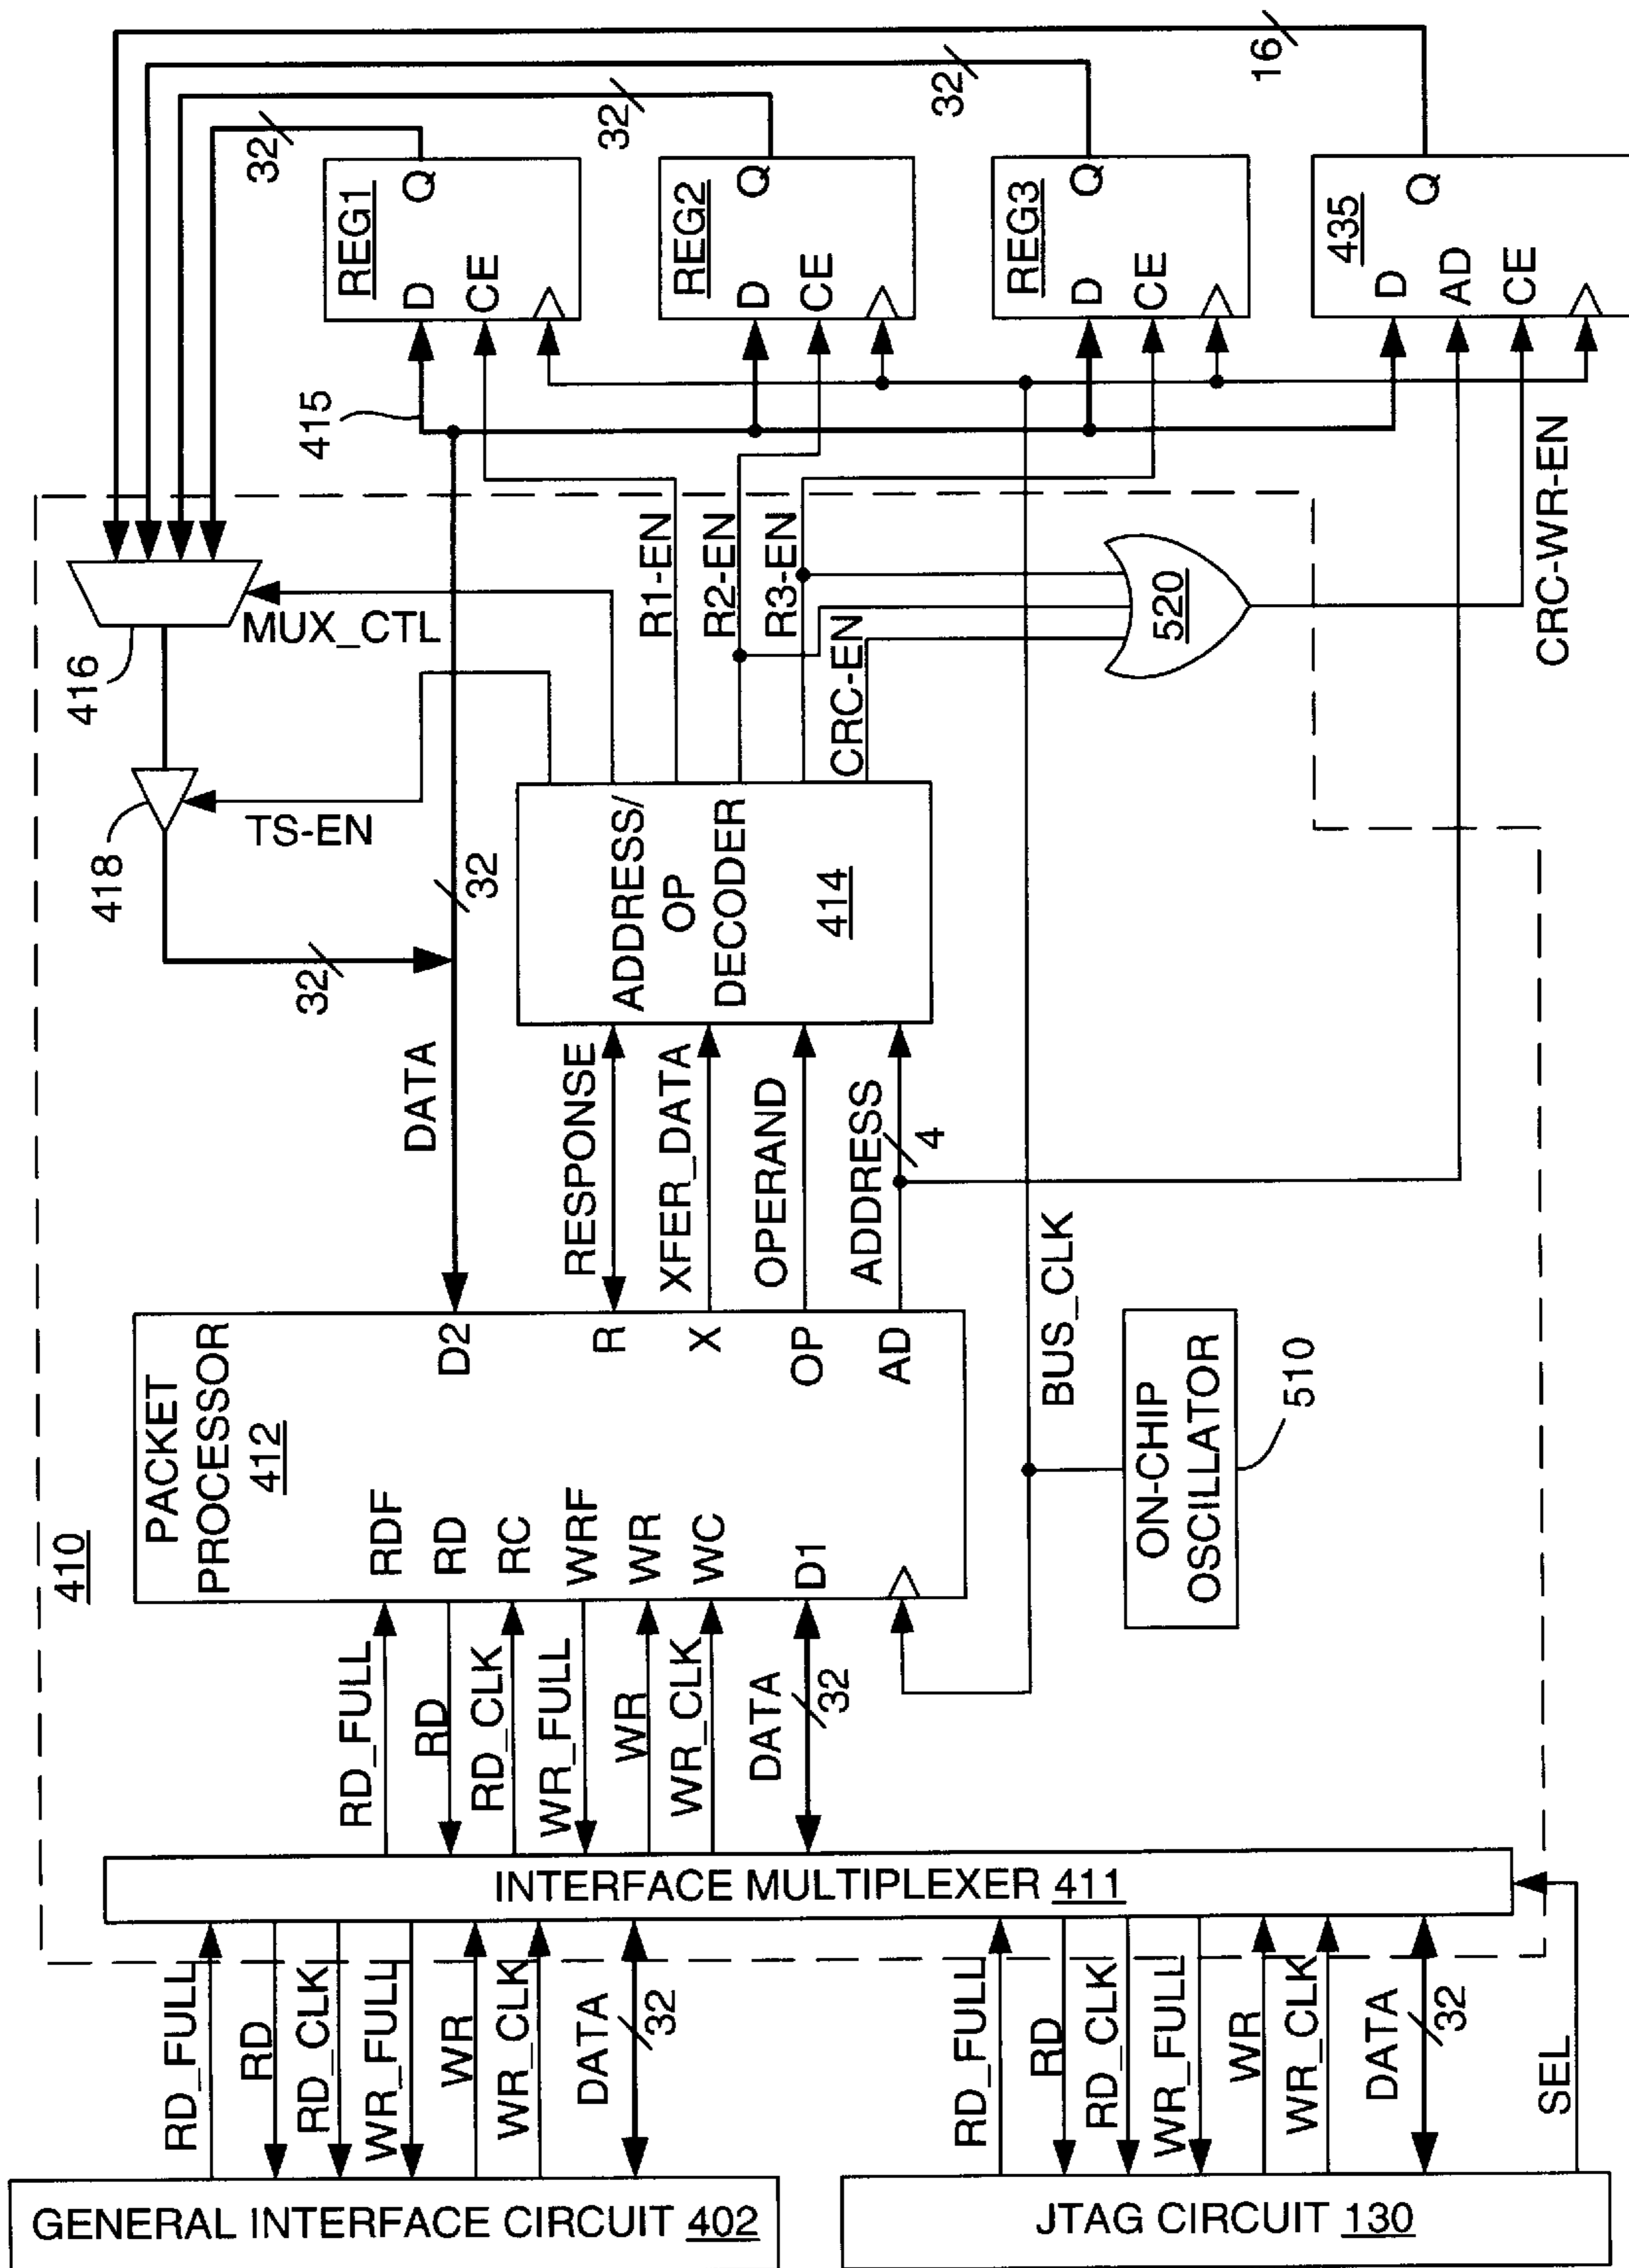 GENERAL INTERFACE CIRCUIT 402
JTAG CIRCUIT 130
RD_FULL
RD
RD_CLK
WR_FULL
WR
WR_CLK
DATA
32
RD_FULL
RD
RD_CLK
WR_FULL
WR
WR_CLK
DATA
32
SEL
INTERFACE MULTIPLEXER 411
410
RD_FULL
RD
RD_CLK
WR_FULL
WR
WR_CLK
DATA
32
PACKET
PROCESSOR
412
RDF
RD
RC
WRF
WR
WC
D1
D2
R
X
OP
AD
ON-CHIP
OSCILLATOR
510
BUS_CLK
DATA
RESPONSE
XFER_DATA
OPERAND
ADDRESS
4
32
32
ADDRESS/
OP
DECODER
414
418
TS-EN
416
MUX_CTL
R1-EN
R2-EN
R3-EN
CRC-EN
520
CRC-WR-EN
415
REG1
D
CE
Q
32
REG2
D
CE
Q
32
REG3
D
CE
Q
32
435
D
AD
CE
Q
16